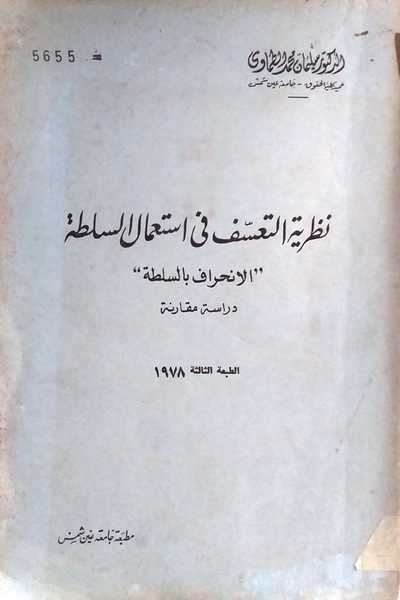 الدكتور سليمان محمد الطماوى
عميد كلية الحقوق - جامعة عين شمس
5655
نظرية التعسف فى استعمال السلطة
"الانحراف بالسلطة"
دراسة مقارنة
الطبعة الثالثة ١٩٧٨
مطبعة جامعة عين شمس